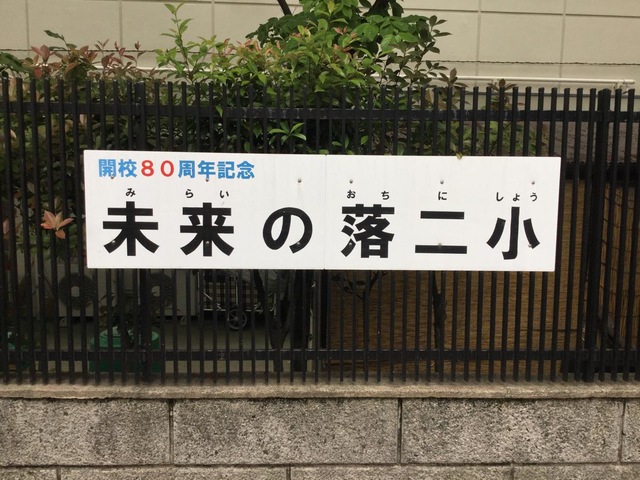 開校80周年記念
みらい おちに しょう
未来の落二小